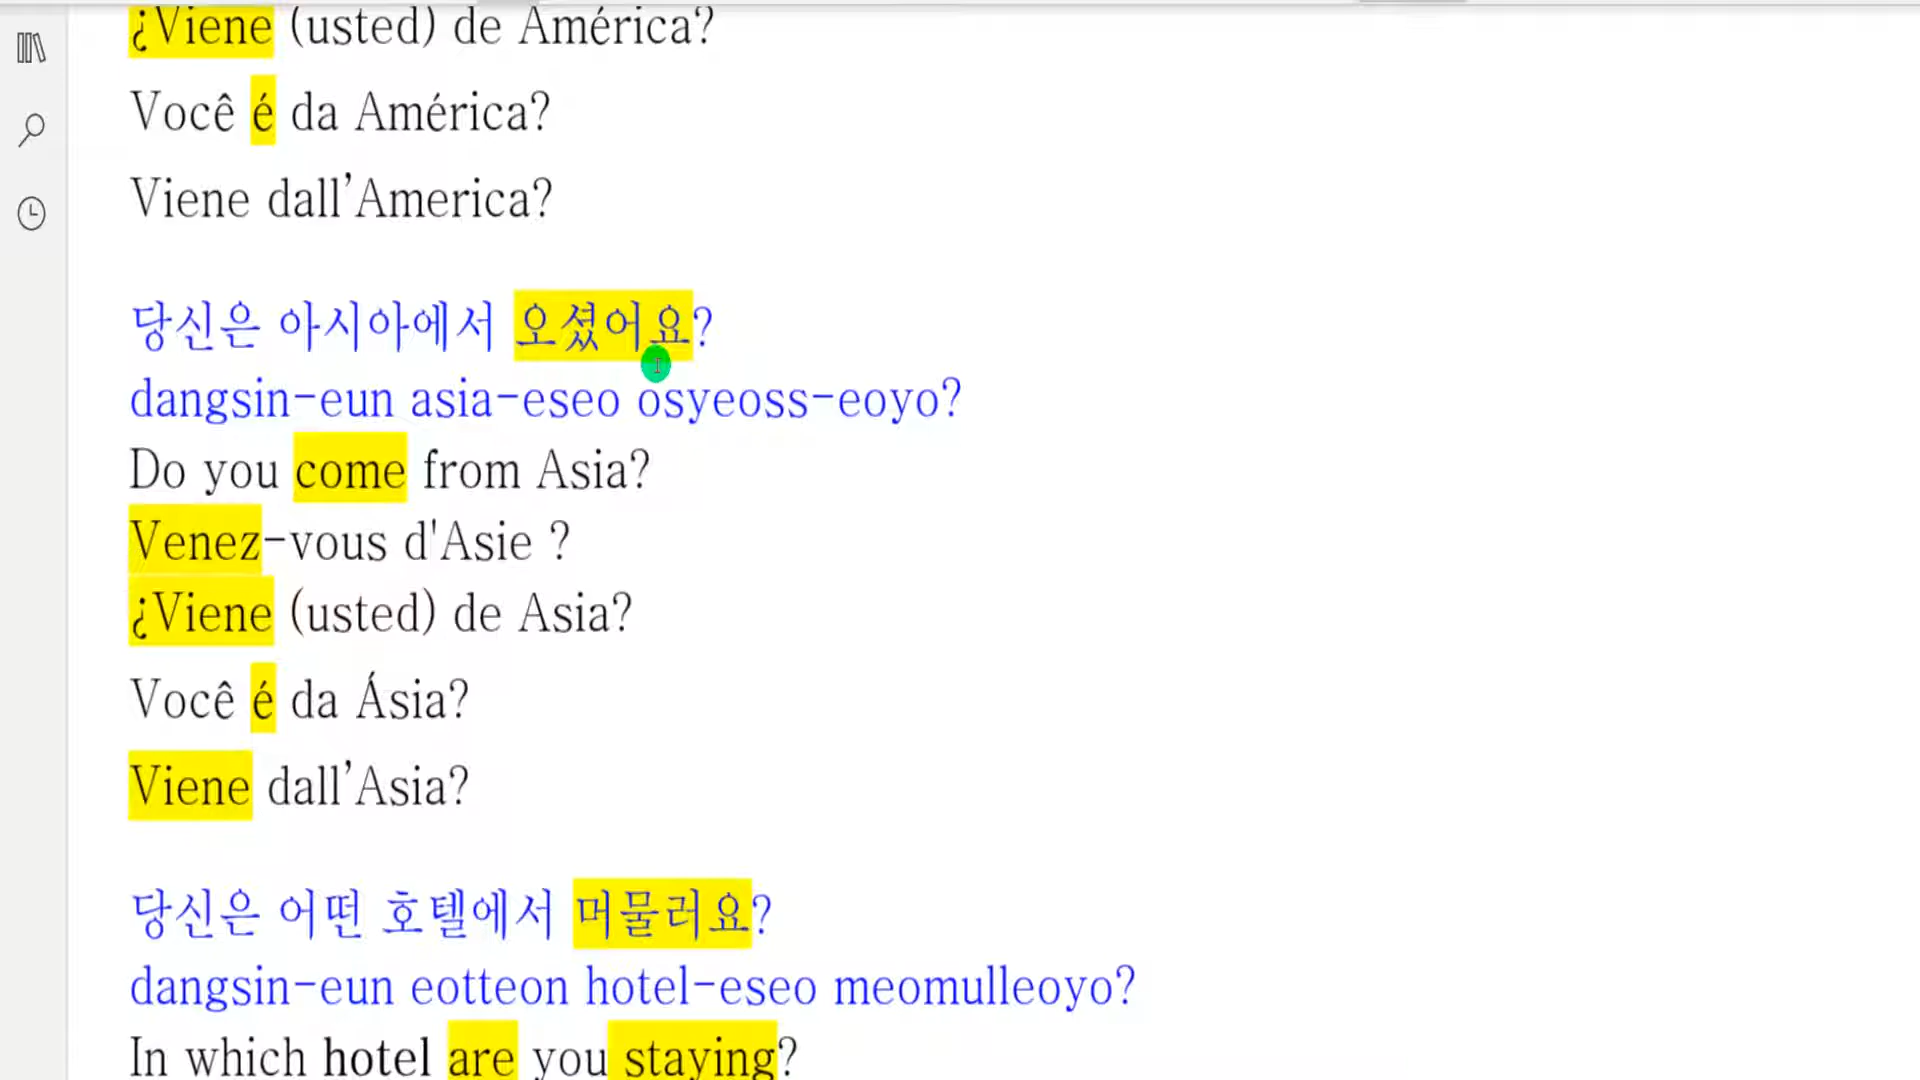 ¿Viene (usted) de América?
Você é da América?
Viene dall’America?
당신은 아시아에서 오셨어요?
dangsin-eun asia-eseo osyeoss-eoyo?
Do you come from Asia?
Venez-vous d'Asie ?
¿Viene (usted) de Asia?
Você é da Ásia?
Viene dall’Asia?
당신은 어떤 호텔에서 머물러요?
dangsin-eun eotteon hotel-eseo meomulleoyo?
In which hotel are you staying?